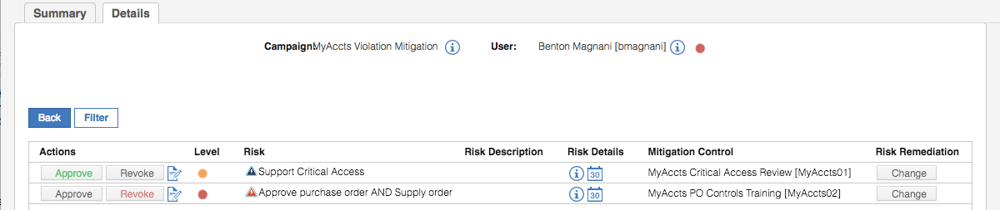 Summary Details
Campaign: MyAccts Violation Mitigation User: Benton Magnani [bmagnani]
Back Filter
Actions Level Risk Risk Description Risk Details Mitigation Control Risk Remediation
Approve Revoke Support Critical Access 30 MyAccts Critical Access Review [MyAccts01] Change
Approve Revoke Approve purchase order AND Supply order 30 MyAccts PO Controls Training [MyAccts02] Change